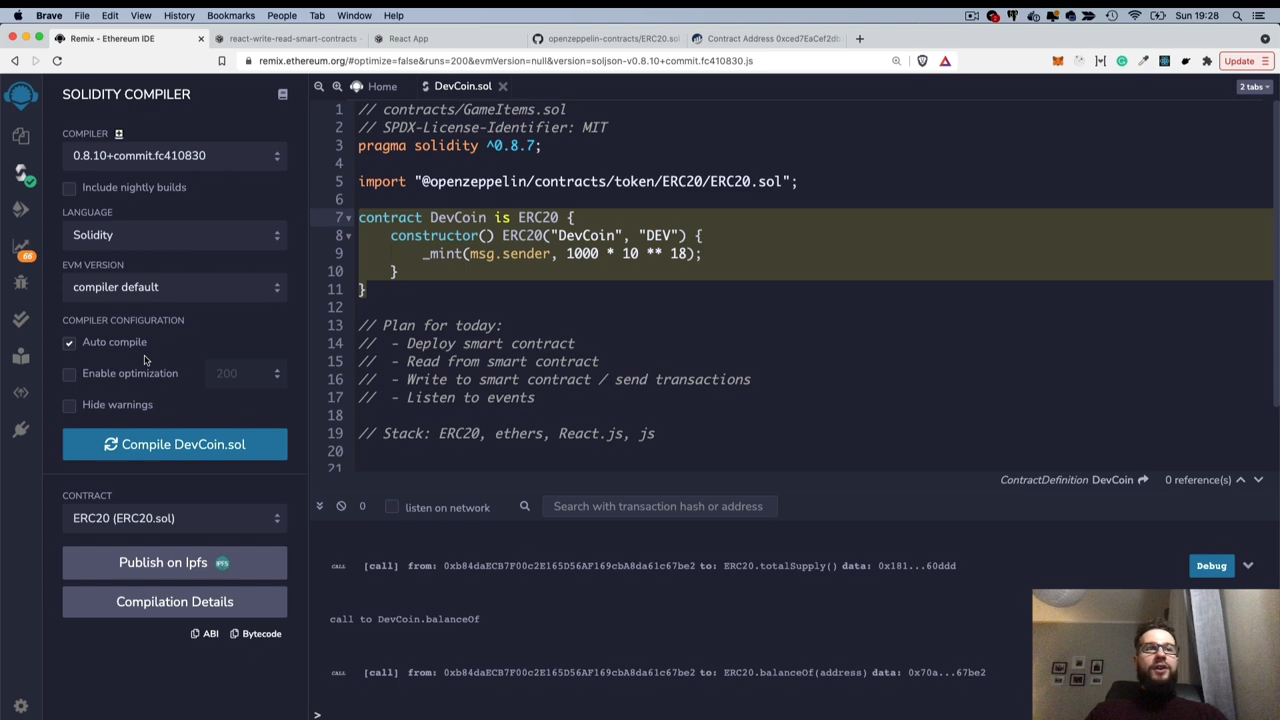 Brave File Edit View History Bookmarks People Tab Window Help Sun 19:28
Remix - Ethereum IDE react-write-read-smart-contracts React App openzeppelin-contracts/ERC20.sol Contract Address 0xced7EaCef2db
remix.ethereum.org/#optimize=false&runs=200&evmVersion=null&version=soljson-v0.8.10+commit.fc410830.js Update
SOLIDITY COMPILER
COMPILER
0.8.10+commit.fc410830
Include nightly builds
LANGUAGE
Solidity
EVM VERSION
compiler default
COMPILER CONFIGURATION
Auto compile
Enable optimization 200
Hide warnings
Compile DevCoin.sol
CONTRACT
ERC20 (ERC20.sol)
Publish on Ipfs IPFS
Compilation Details
ABI Bytecode
66
Home DevCoin.sol 2 tabs
1 // contracts/GameItems.sol
2 // SPDX-License-Identifier: MIT
3 pragma solidity ^0.8.7;
4
5 import "@openzeppelin/contracts/token/ERC20/ERC20.sol";
6
7 contract DevCoin is ERC20 {
8 constructor() ERC20("DevCoin", "DEV") {
9 _mint(msg.sender, 1000 * 10 ** 18);
10 }
11 }
12
13 // Plan for today:
14 // - Deploy smart contract
15 // - Read from smart contract
16 // - Write to smart contract / send transactions
17 // - Listen to events
18
19 // Stack: ERC20, ethers, React.js, js
20
21
ContractDefinition DevCoin 0 reference(s)
0 listen on network Search with transaction hash or address
CALL [call] from: 0xb84daECB7F00c2E165D56AF169cbA8da61c67be2 to: ERC20.totalSupply() data: 0x181...60ddd Debug
call to DevCoin.balanceOf
CALL [call] from: 0xb84daECB7F00c2E165D56AF169cbA8da61c67be2 to: ERC20.balanceOf(address) data: 0x70a...67be2
>